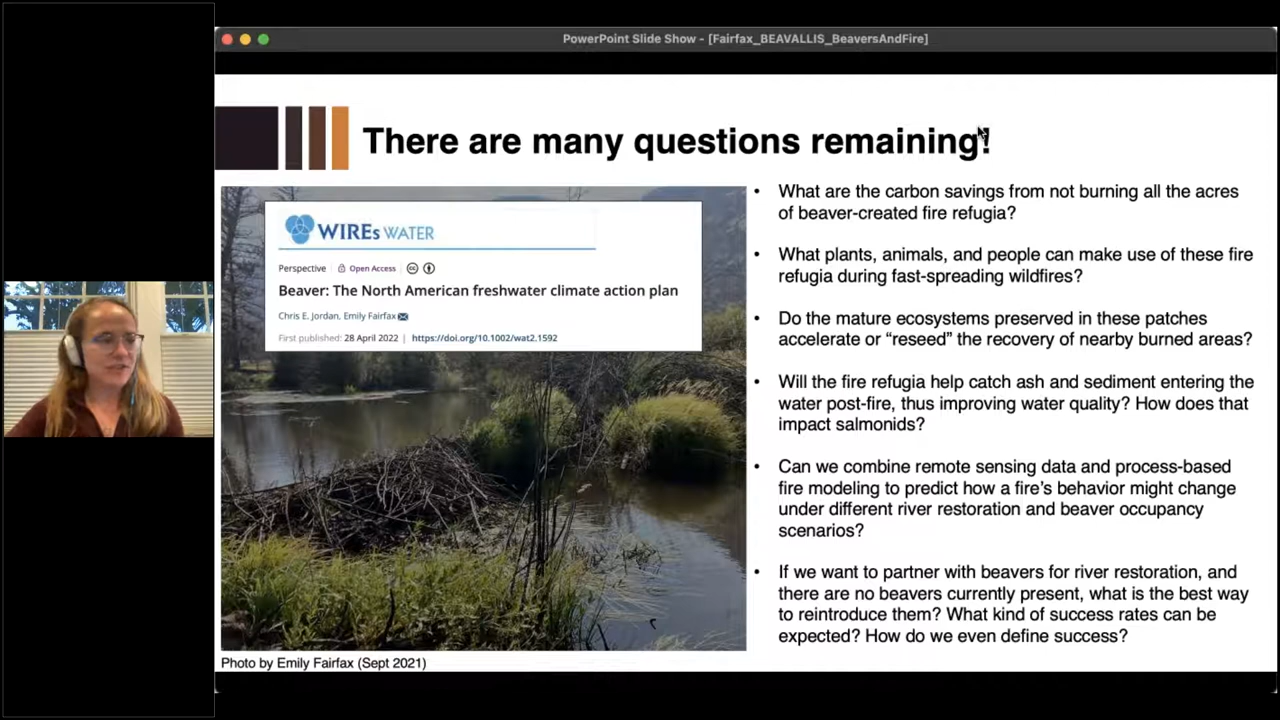 PowerPoint Slide Show - [Fairfax_BEAVALLIS_BeaversAndFire]
There are many questions remaining!
WIREs WATER
Perspective Open Access
Beaver: The North American freshwater climate action plan
Chris E. Jordan, Emily Fairfax
First published: 28 April 2022 | https://doi.org/10.1002/wat2.1592
Photo by Emily Fairfax (Sept 2021)
• What are the carbon savings from not burning all the acres
of beaver-created fire refugia?
• What plants, animals, and people can make use of these fire
refugia during fast-spreading wildfires?
• Do the mature ecosystems preserved in these patches
accelerate or “reseed” the recovery of nearby burned areas?
• Will the fire refugia help catch ash and sediment entering the
water post-fire, thus improving water quality? How does that
impact salmonids?
• Can we combine remote sensing data and process-based
fire modeling to predict how a fire’s behavior might change
under different river restoration and beaver occupancy
scenarios?
• If we want to partner with beavers for river restoration, and
there are no beavers currently present, what is the best way
to reintroduce them? What kind of success rates can be
expected? How do we even define success?